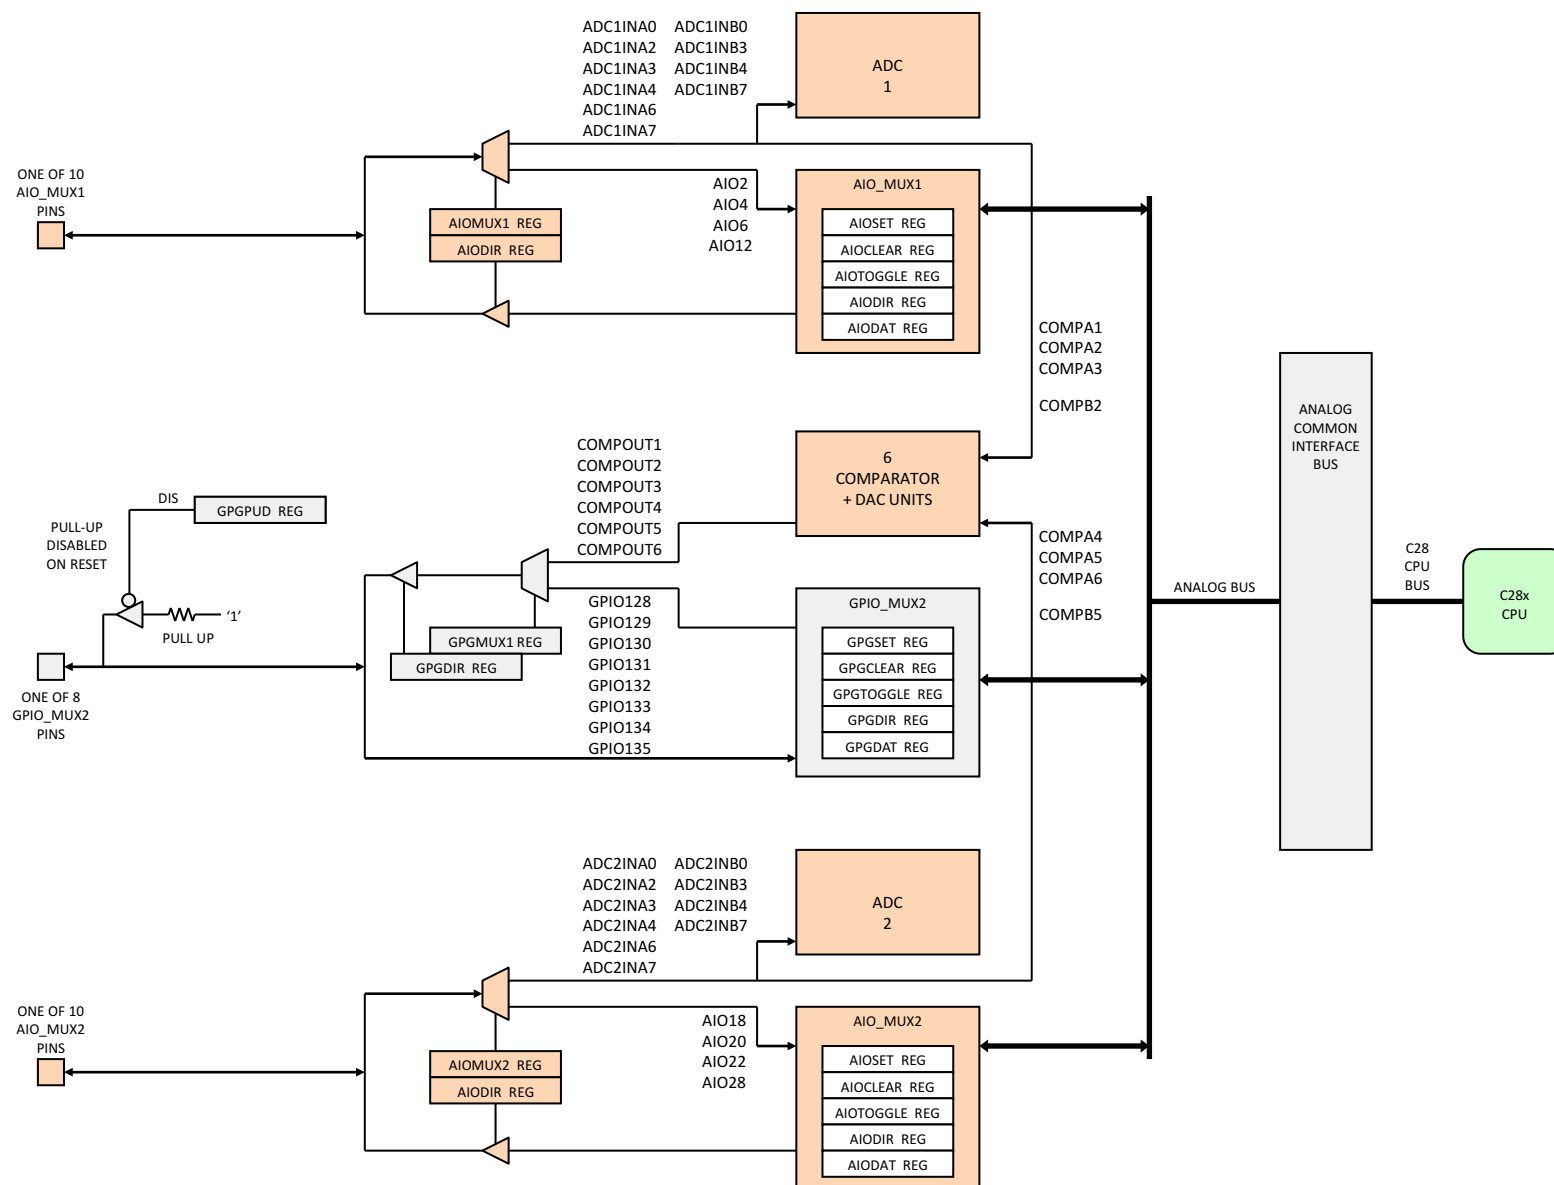 ADC1INA0 ADC1INB0
ADC1INA2 ADC1INB3
ADC1INA3 ADC1INB4
ADC1INA4 ADC1INB7
ADC1INA6
ADC1INA7
ADC
1
ONE OF 10
AIO_MUX1
PINS
AIOMUX1 REG
AIODIR REG
AIO2
AIO4
AIO6
AIO12
AIO_MUX1
AIOSET REG
AIOCLEAR REG
AIOTOGGLE REG
AIODIR REG
AIODAT REG
COMPA1
COMPA2
COMPA3
COMPB2
ANALOG
COMMON
INTERFACE
BUS
COMPOUT1
COMPOUT2
COMPOUT3
COMPOUT4
COMPOUT5
COMPOUT6
6
COMPARATOR
+ DAC UNITS
DIS
GPGPUD REG
PULL-UP
DISABLED
ON RESET
'1'
PULL UP
COMPA4
COMPA5
COMPA6
COMPB5
ANALOG BUS
C28
CPU
BUS
C28x
CPU
GPGMUX1 REG
GPGDIR REG
GPIO128
GPIO129
GPIO130
GPIO131
GPIO132
GPIO133
GPIO134
GPIO135
GPIO_MUX2
GPGSET REG
GPGCLEAR REG
GPGTOGGLE REG
GPGDIR REG
GPGDAT REG
ONE OF 8
GPIO_MUX2
PINS
ADC2INA0 ADC2INB0
ADC2INA2 ADC2INB3
ADC2INA3 ADC2INB4
ADC2INA4 ADC2INB7
ADC2INA6
ADC2INA7
ADC
2
ONE OF 10
AIO_MUX2
PINS
AIOMUX2 REG
AIODIR REG
AIO18
AIO20
AIO22
AIO28
AIO_MUX2
AIOSET REG
AIOCLEAR REG
AIOTOGGLE REG
AIODIR REG
AIODAT REG